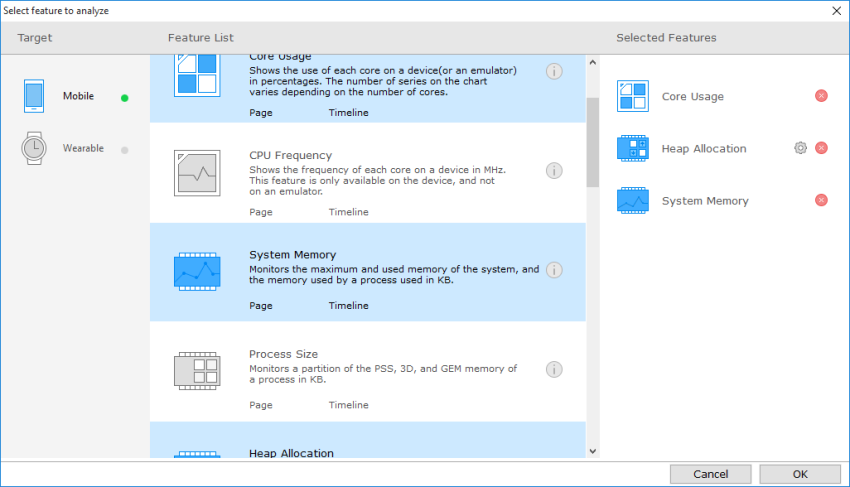 Select feature to analyze
Target
Feature List
Selected Features
Mobile
Wearable
Core Usage
Shows the use of each core on a device(or an emulator)
in percentages. The number of series on the chart
varies depending on the number of cores.
Page Timeline
CPU Frequency
Shows the frequency of each core on a device in MHz.
This feature is only available on the device, and not
on an emulator.
Page Timeline
System Memory
Monitors the maximum and used memory of the system, and
the memory used by a process used in KB.
Page Timeline
Process Size
Monitors a partition of the PSS, 3D, and GEM memory of
a process in KB.
Page Timeline
Heap Allocation
Core Usage
Heap Allocation
System Memory
Cancel
OK